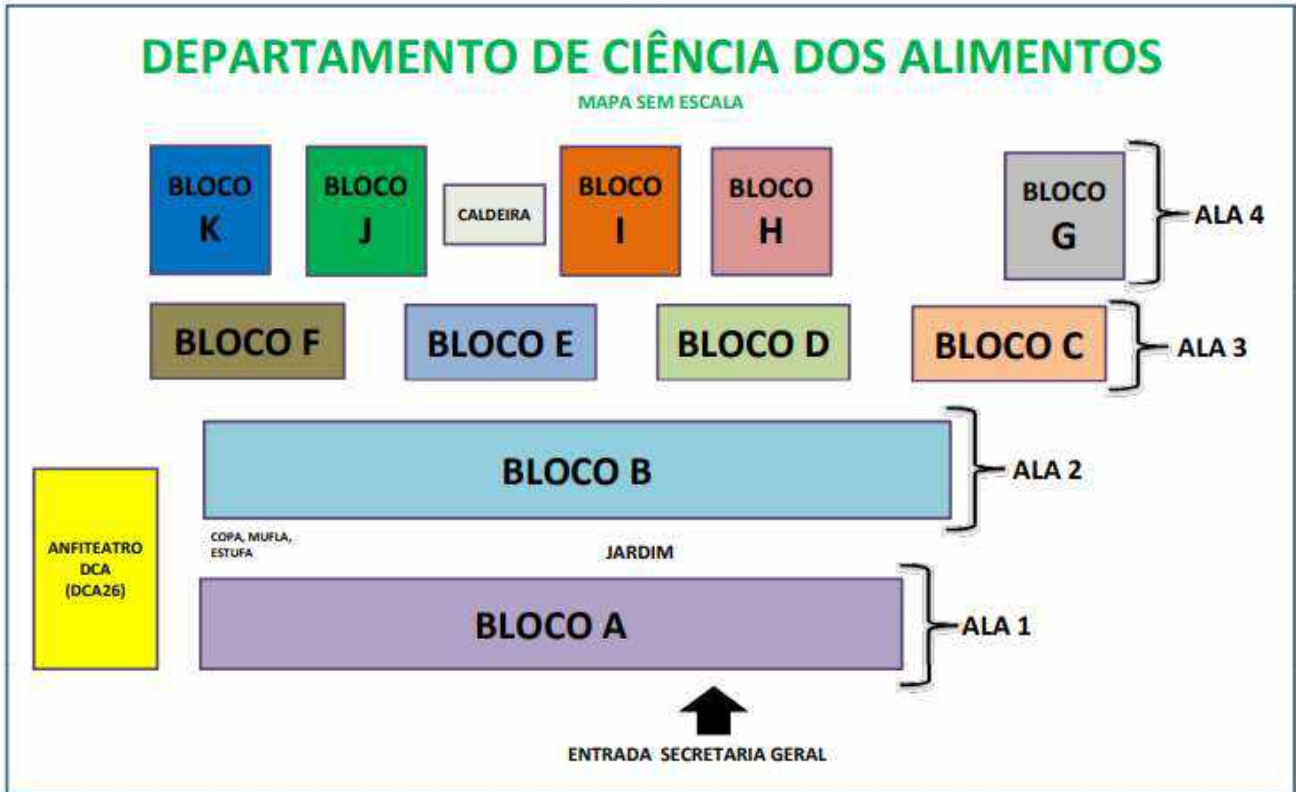 DEPARTAMENTO DE CIÊNCIA DOS ALIMENTOS
MAPA SEM ESCALA
BLOCO
K
BLOCO
J
CALDEIRA
BLOCO
I
BLOCO
H
BLOCO
G
ALA 4
BLOCO F
BLOCO E
BLOCO D
BLOCO C
ALA 3
BLOCO B
ALA 2
ANFITEATRO
DCA
(DCA26)
COPA, MUFLA,
ESTUFA
JARDIM
BLOCO A
ALA 1
ENTRADA SECRETARIA GERAL